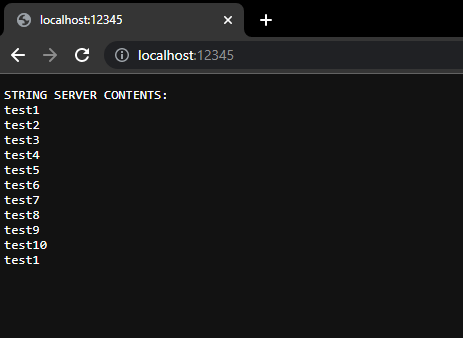 localhost:12345
localhost:12345
STRING SERVER CONTENTS:
test1
test2
test3
test4
test5
test6
test7
test8
test9
test10
test1